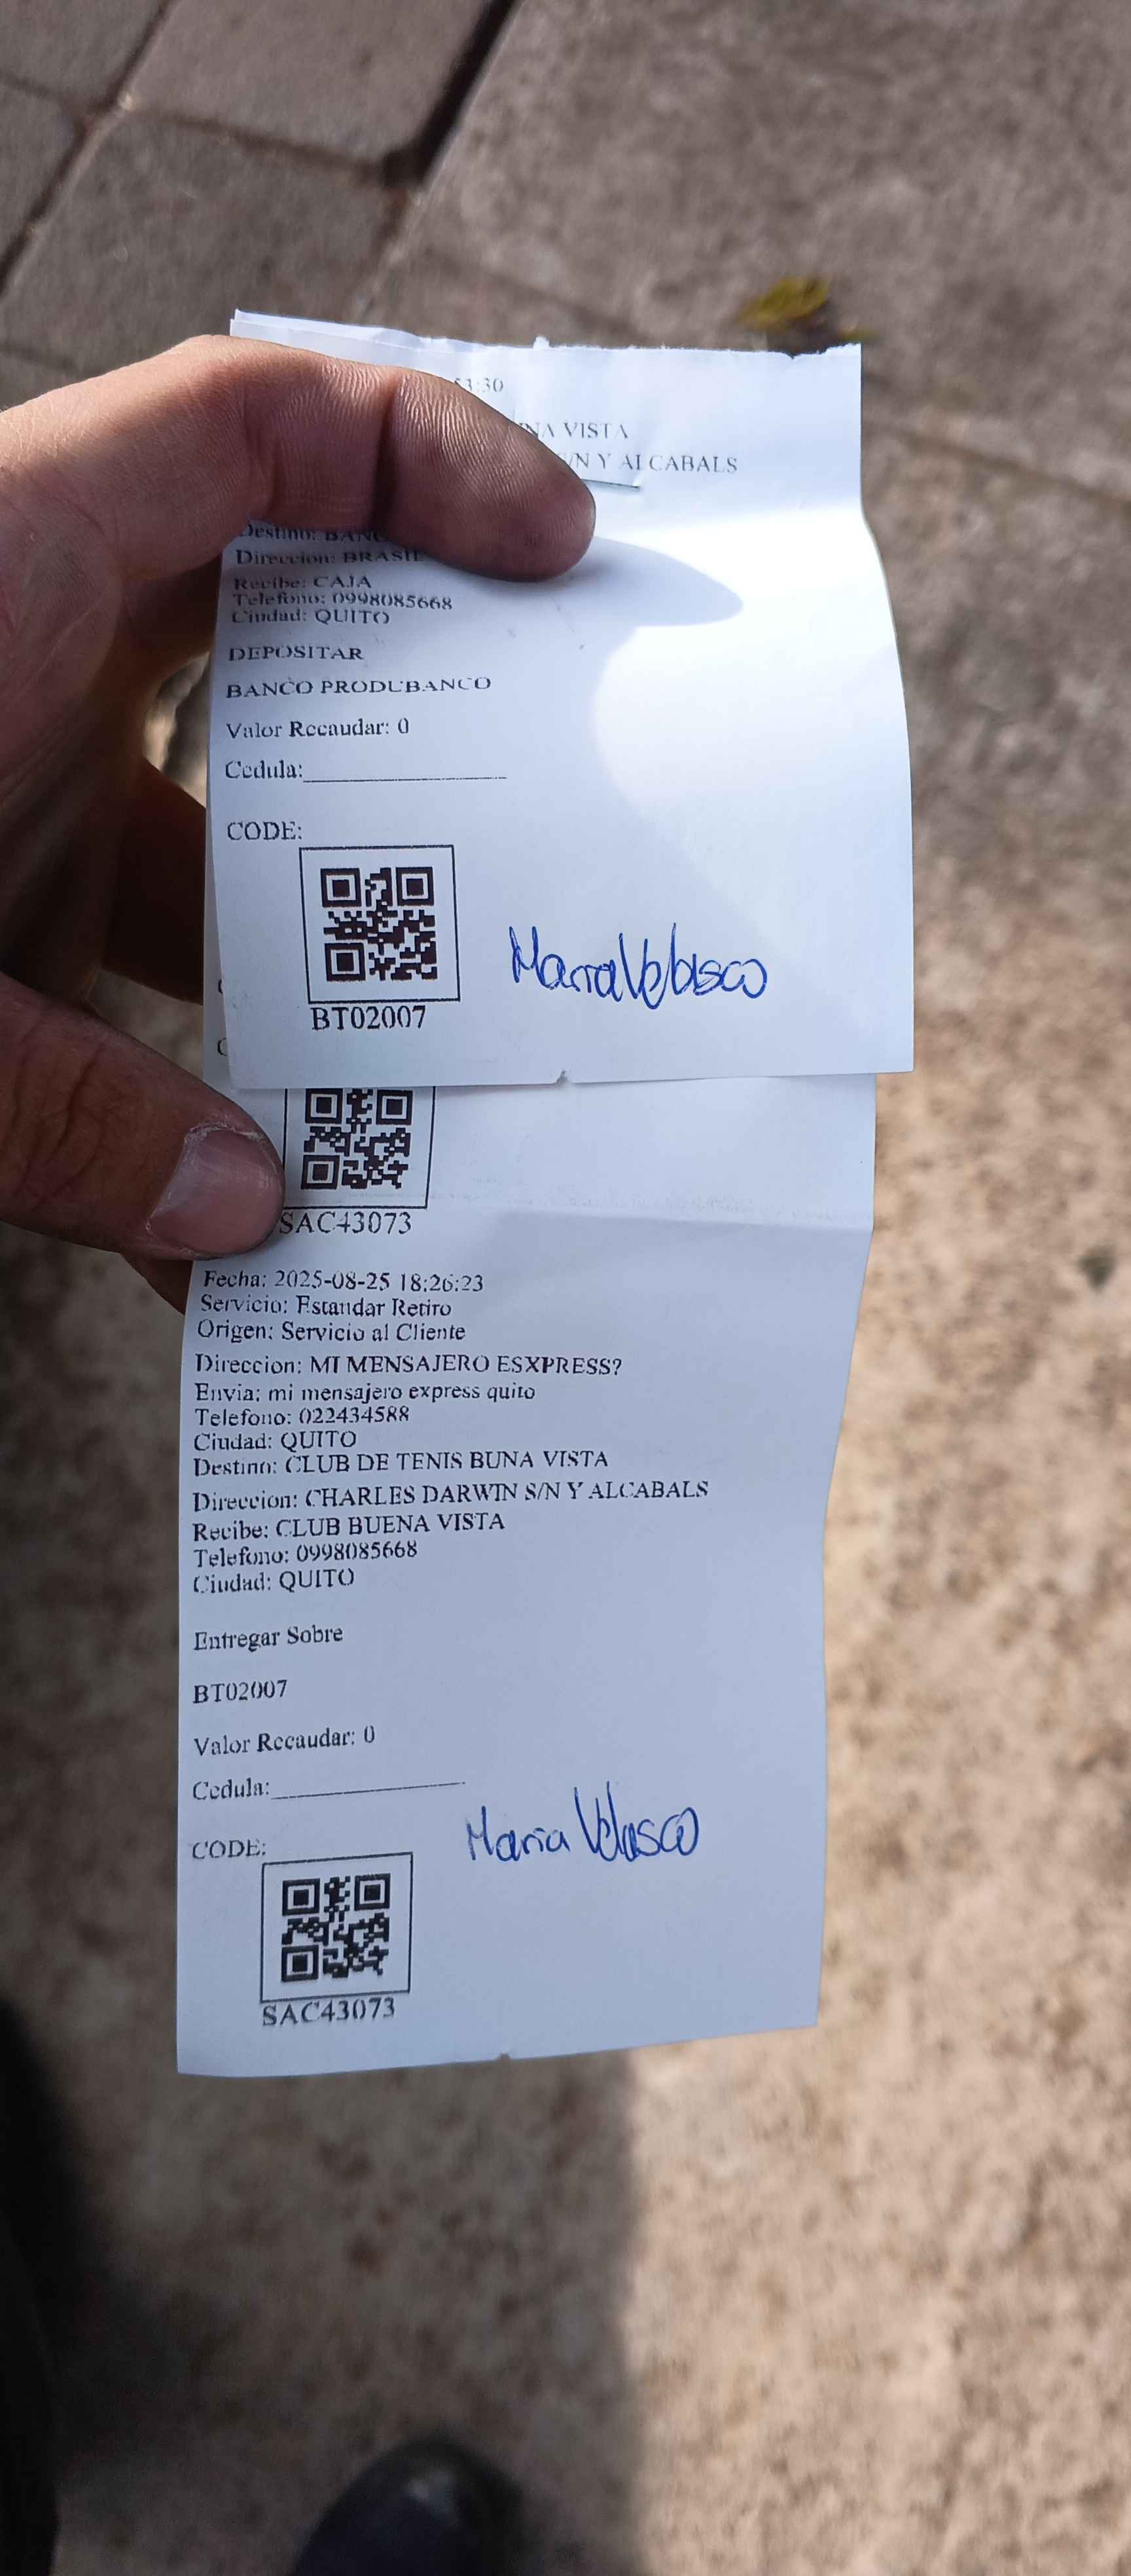 53:30
NA VISTA
S/N Y ALCABALS
Destino: BANC
Direccion: BRASIL
Recibe: CAJA
Telefono: 0998085668
Ciudad: QUITO
DEPOSITAR
BANCO PRODUBANCO
Valor Recaudar: 0
Cedula:
CODE:
Maria Velasco
BT02007
SAC43073
Fecha: 2025-08-25 18:26:23
Servicio: Estandar Retiro
Origen: Servicio al Cliente
Direccion: MI MENSAJERO ESXPRESS?
Envia: mi mensajero express quito
Telefono: 022434588
Ciudad: QUITO
Destino: CLUB DE TENIS BUNA VISTA
Direccion: CHARLES DARWIN S/N Y ALCABALS
Recibe: CLUB BUENA VISTA
Telefono: 0998085668
Ciudad: QUITO
Entregar Sobre
BT02007
Valor Recaudar: 0
Cedula:
Maria Velasco
CODE:
SAC43073